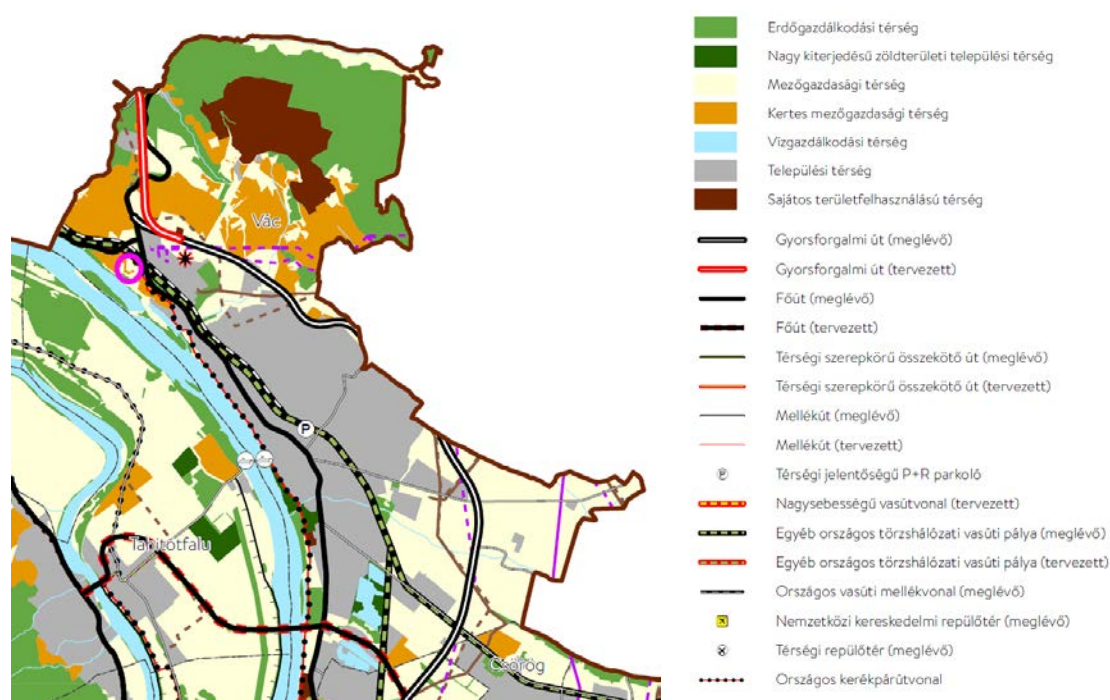 Vác
Tahitótfalu
Csörög
P
Erdőgazdálkodási térség
Nagy kiterjedésű zöldterületi települési térség
Mezőgazdasági térség
Kertes mezőgazdasági térség
Vízgazdálkodási térség
Települési térség
Sajátos területfelhasználású térség
Gyorsforgalmi út (meglévő)
Gyorsforgalmi út (tervezett)
Főút (meglévő)
Főút (tervezett)
Térségi szerepkörű összekötő út (meglévő)
Térségi szerepkörű összekötő út (tervezett)
Mellékút (meglévő)
Mellékút (tervezett)
P Térségi jelentőségű P+R parkoló
Nagysebességű vasútvonal (tervezett)
Egyéb országos törzshálózati vasúti pálya (meglévő)
Egyéb országos törzshálózati vasúti pálya (tervezett)
Országos vasúti mellékvonal (meglévő)
Nemzetközi kereskedelmi repülőtér (meglévő)
Térségi repülőtér (meglévő)
Országos kerékpárútvonal